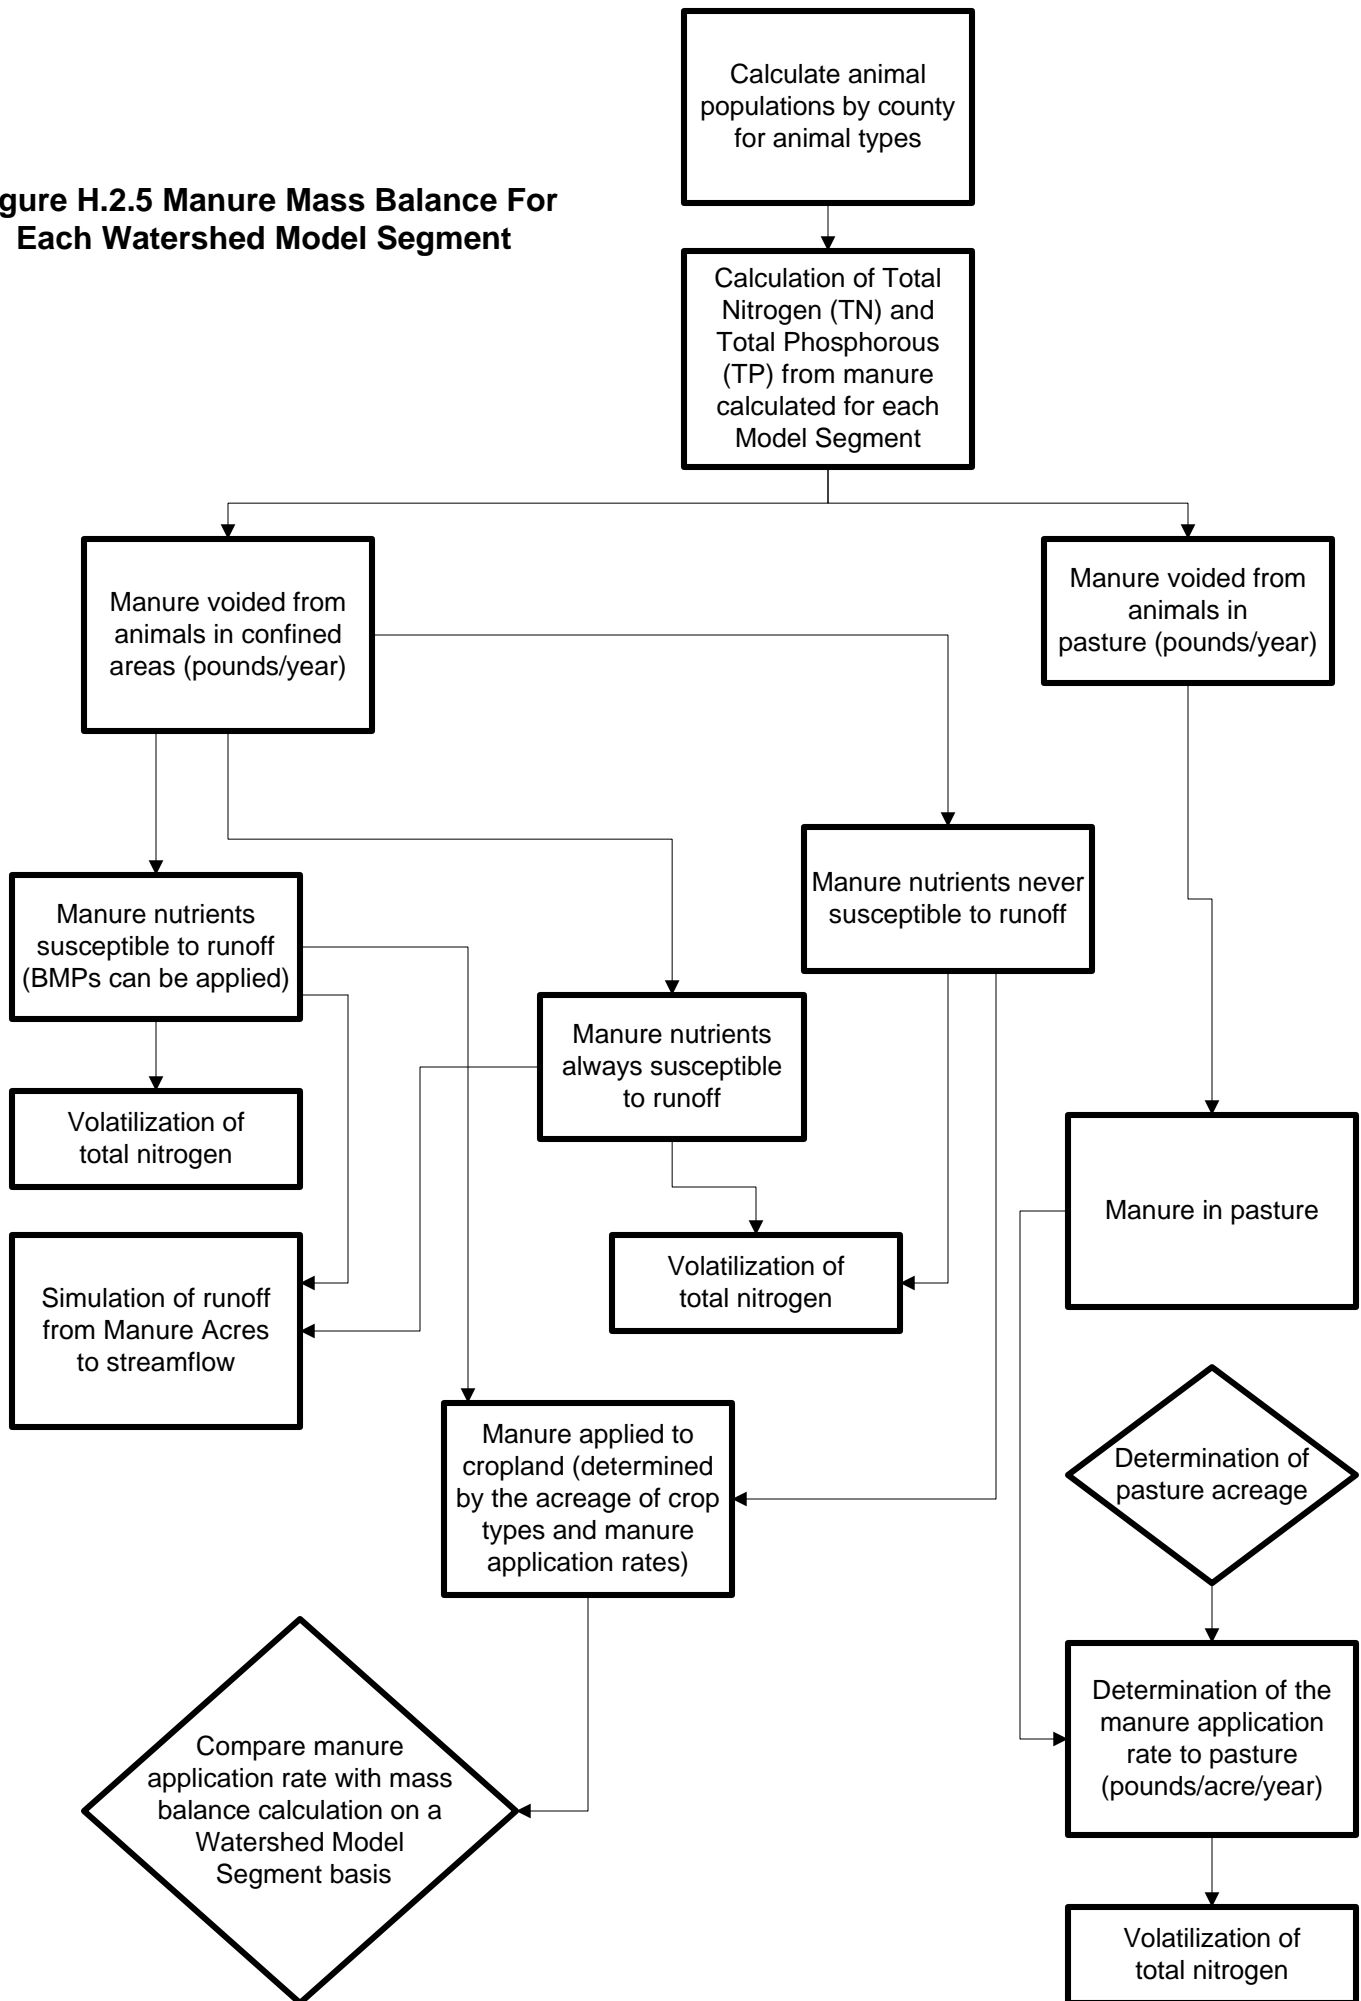 Calculate animal
populations by county
for animal types
gure H.2.5 Manure Mass Balance For
Each Watershed Model Segment
Calculation of Total
Nitrogen (TN) and
Total Phosphorous
(TP) from manure
calculated for each
Model Segment
Manure voided from
animals in confined
areas (pounds/year)
Manure voided from
animals in
pasture (pounds/year)
Manure nutrients never
susceptible to runoff
Manure nutrients
susceptible to runoff
(BMPs can be applied)
Manure nutrients
always susceptible
to runoff
Volatilization of
total nitrogen
Manure in pasture
Simulation of runoff
from Manure Acres
to streamflow
Volatilization of
total nitrogen
Manure applied to
cropland (determined
by the acreage of crop
types and manure
application rates)
Determination of
pasture acreage
Compare manure
application rate with mass
balance calculation on a
Watershed Model
Segment basis
Determination of the
manure application
rate to pasture
(pounds/acre/year)
Volatilization of
total nitrogen